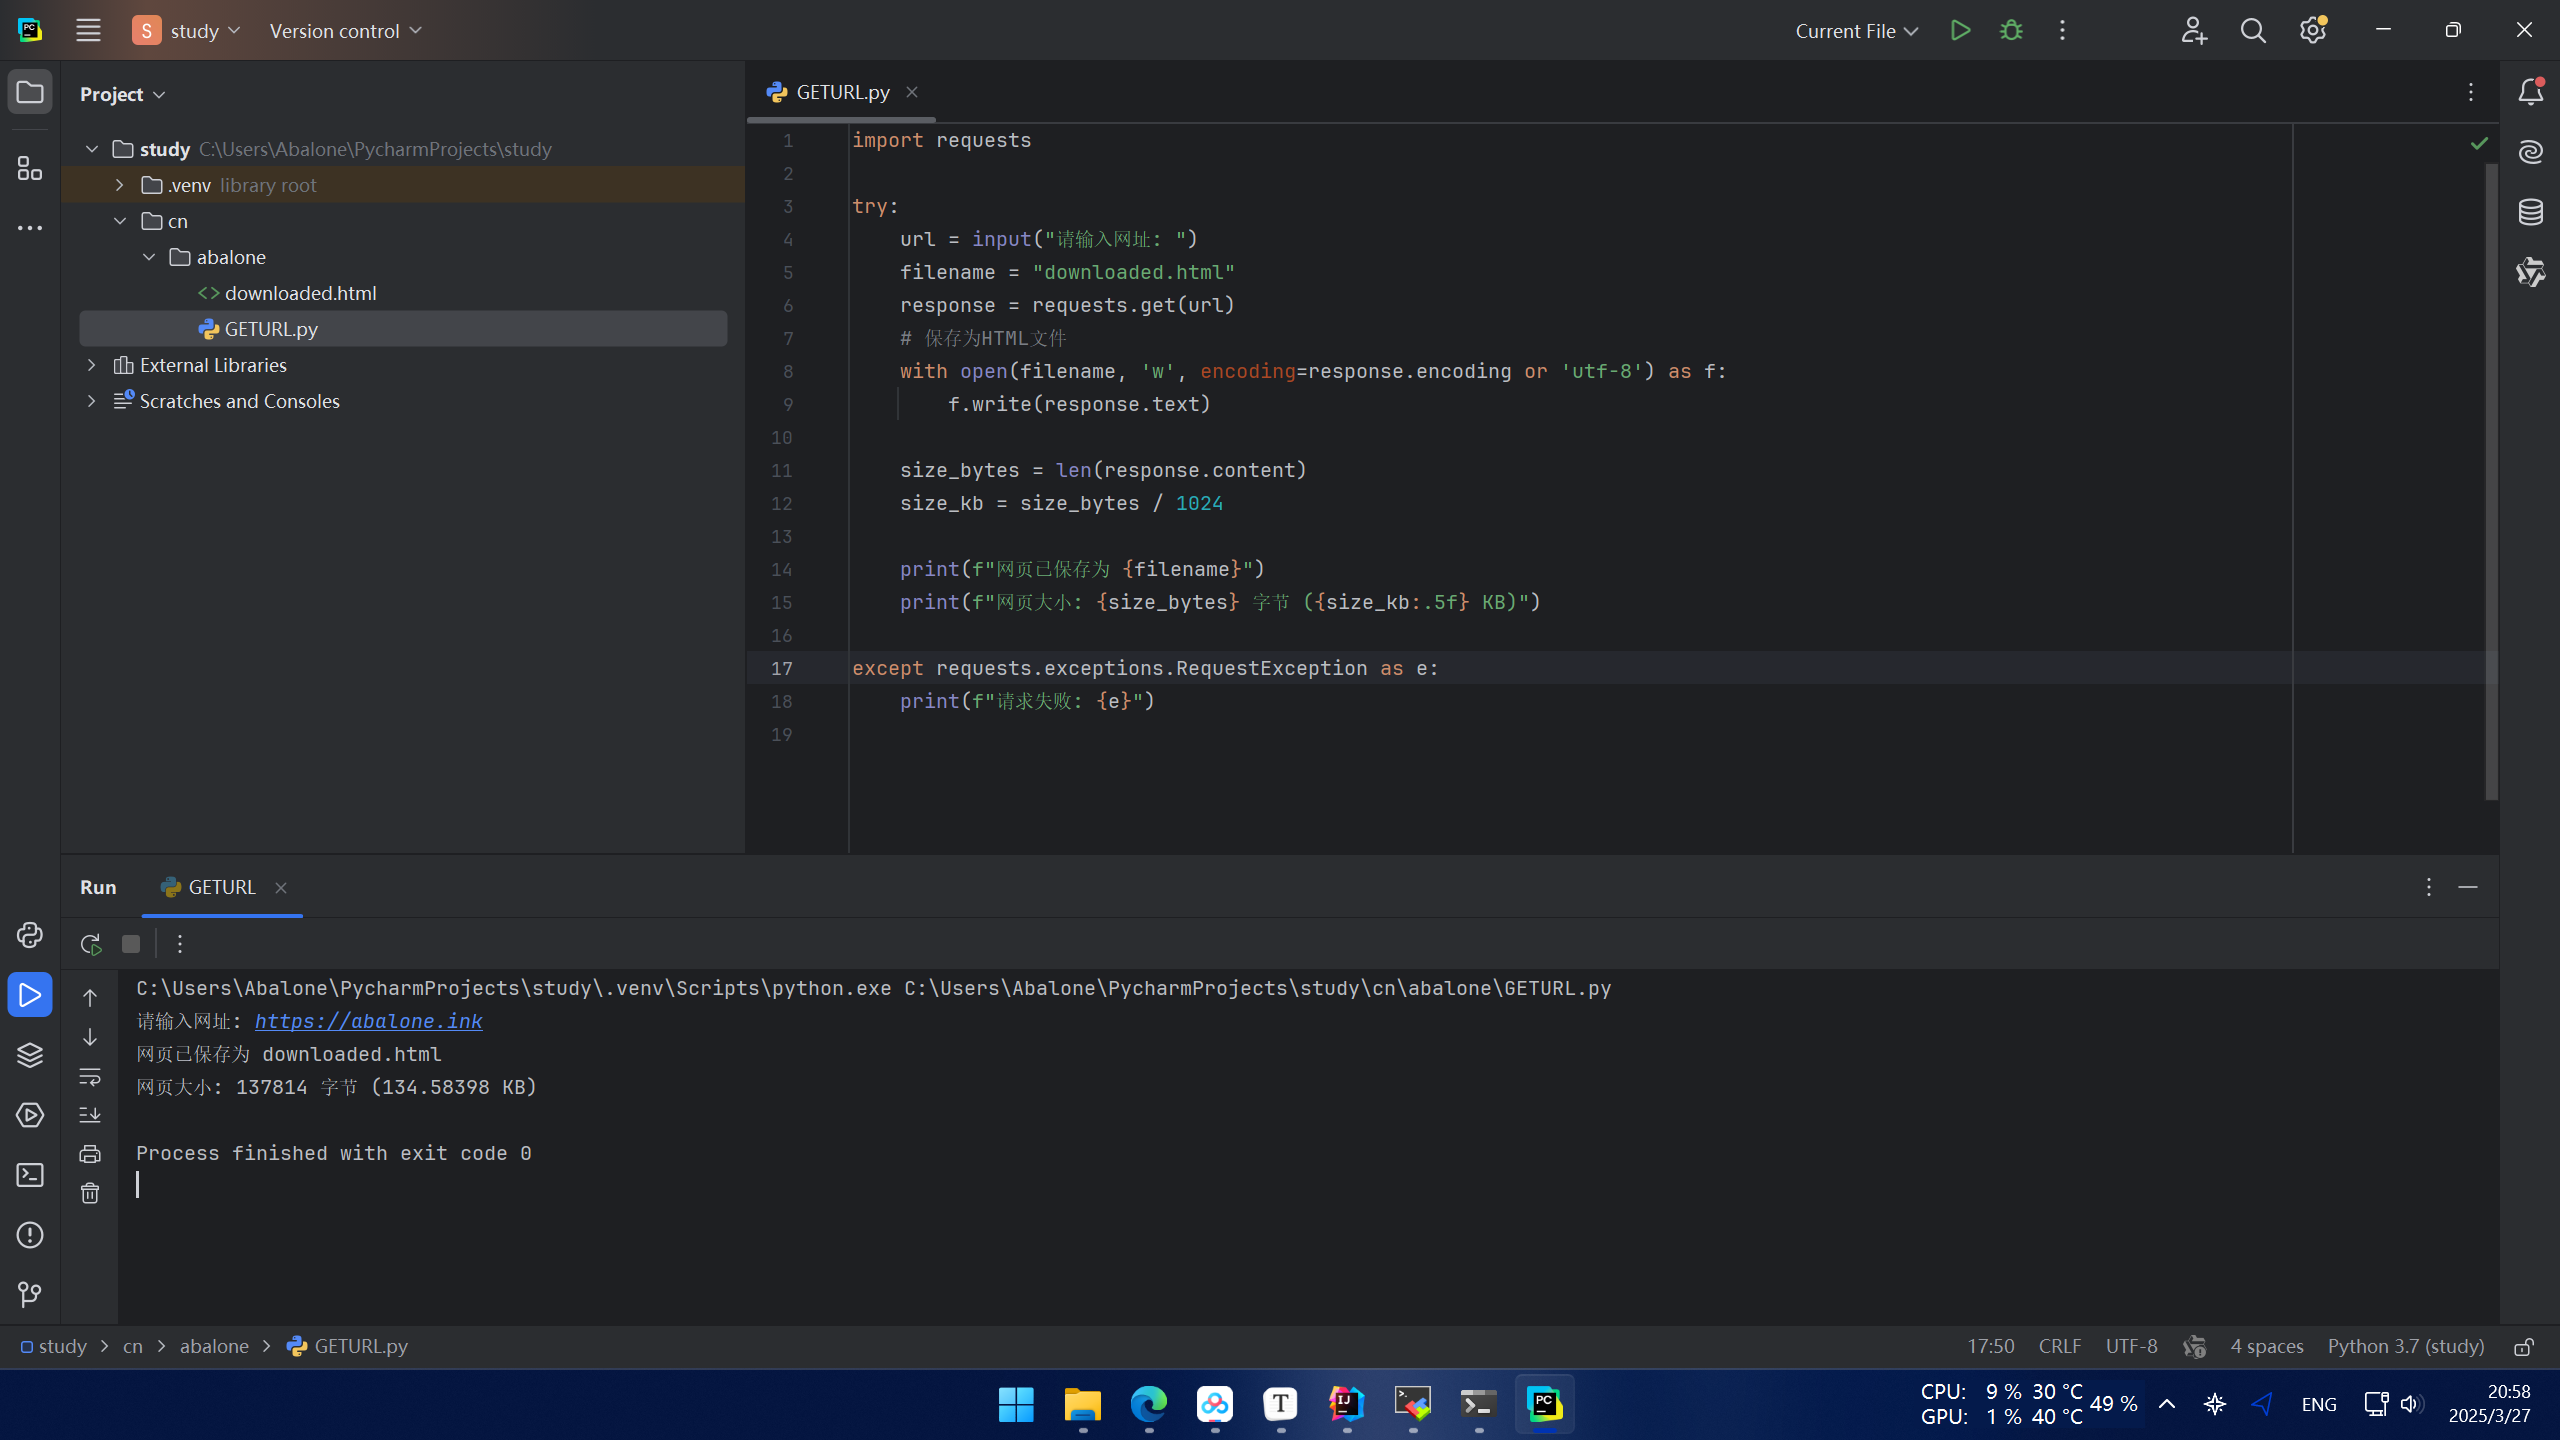 PC
S study
Version control
Current File
Project
study C:\Users\Abalone\PycharmProjects\study
.venv library root
cn
abalone
downloaded.html
GETURL.py
External Libraries
Scratches and Consoles
GETURL.py
1 import requests
2
3 try:
4 url = input("请输入网址: ")
5 filename = "downloaded.html"
6 response = requests.get(url)
7 # 保存为HTML文件
8 with open(filename, 'w', encoding=response.encoding or 'utf-8') as f:
9 f.write(response.text)
10
11 size_bytes = len(response.content)
12 size_kb = size_bytes / 1024
13
14 print(f"网页已保存为 {filename}")
15 print(f"网页大小: {size_bytes} 字节 ({size_kb:.5f} KB)")
16
17 except requests.exceptions.RequestException as e:
18 print(f"请求失败: {e}")
19
Run GETURL
C:\Users\Abalone\PycharmProjects\study\.venv\Scripts\python.exe C:\Users\Abalone\PycharmProjects\study\cn\abalone\GETURL.py
请输入网址: https://abalone.ink
网页已保存为 downloaded.html
网页大小: 137814 字节 (134.58398 KB)
Process finished with exit code 0
study cn abalone GETURL.py
17:50 CRLF UTF-8 4 spaces Python 3.7 (study)
T
IJ
PC
CPU: 9 % 30 °C
GPU: 1 % 40 °C
49 %
ENG
20:58
2025/3/27